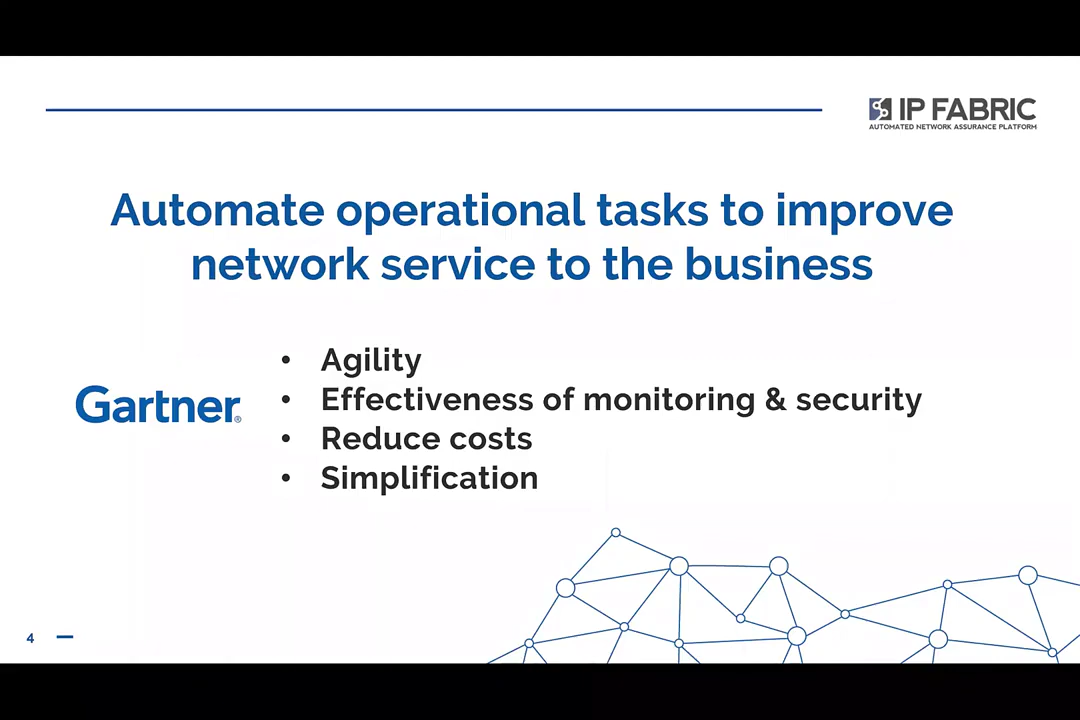 IP FABRIC
AUTOMATED NETWORK ASSURANCE PLATFORM
Automate operational tasks to improve
network service to the business
Gartner®
• Agility
• Effectiveness of monitoring & security
• Reduce costs
• Simplification
4